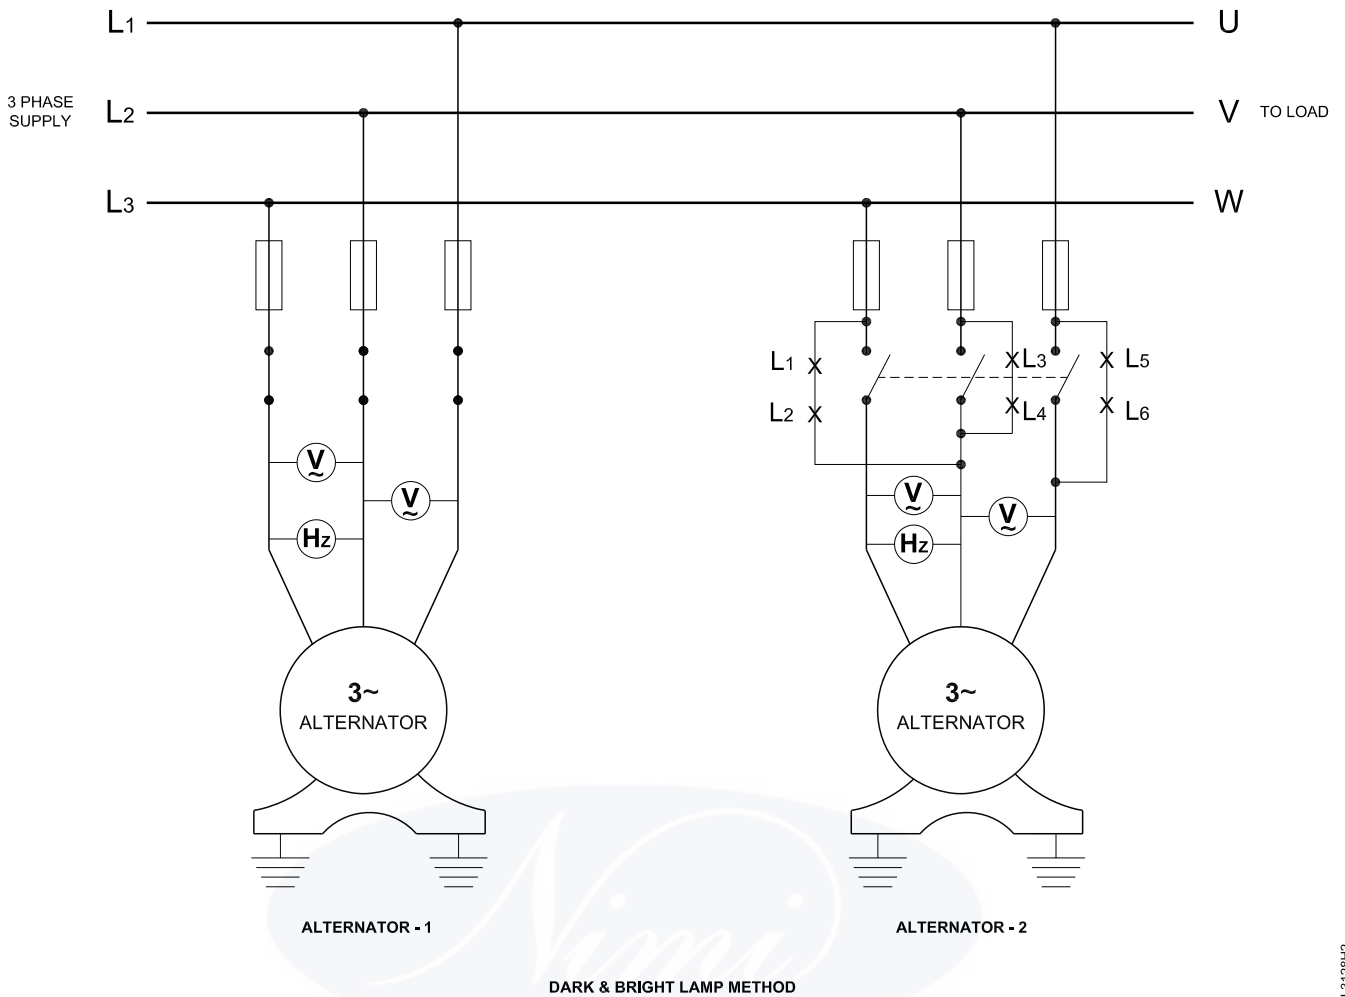 L1
U
3 PHASE
SUPPLY
L2
V
TO LOAD
L3
W
L1
L3
L5
L2
L4
L6
V
~
V
~
V
~
V
~
Hz
Hz
3~
ALTERNATOR
3~
ALTERNATOR
ALTERNATOR - 1
ALTERNATOR - 2
Nimi
DARK & BRIGHT LAMP METHOD